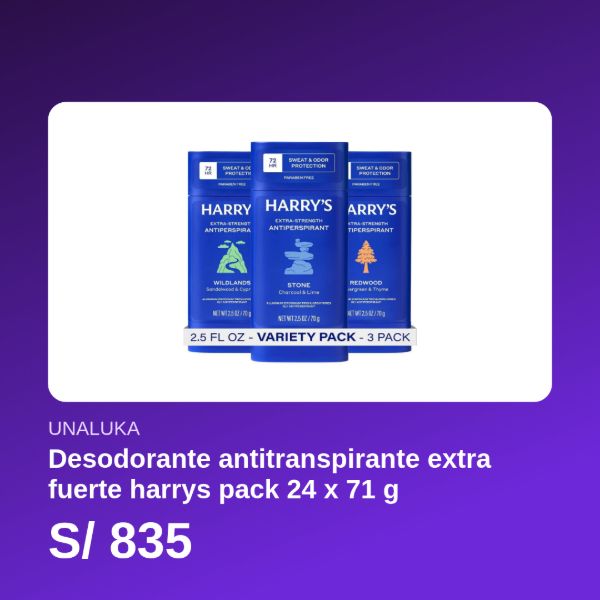 72 HR
SWEAT & ODOR PROTECTION
PARABEN FREE
HARRY'S
EXTRA-STRENGTH
ANTIPERSPIRANT
WILDLANDS
Sandalwood &
STONE
Charcoal & Lime
REDWOOD
& Thyme
NET WT 2.5 OZ / 70 g
2.5 FL OZ - VARIETY PACK - 3 PACK
UNALUKA
Desodorante antitranspirante extra
fuerte harrys pack 24 x 71 g
S/ 835